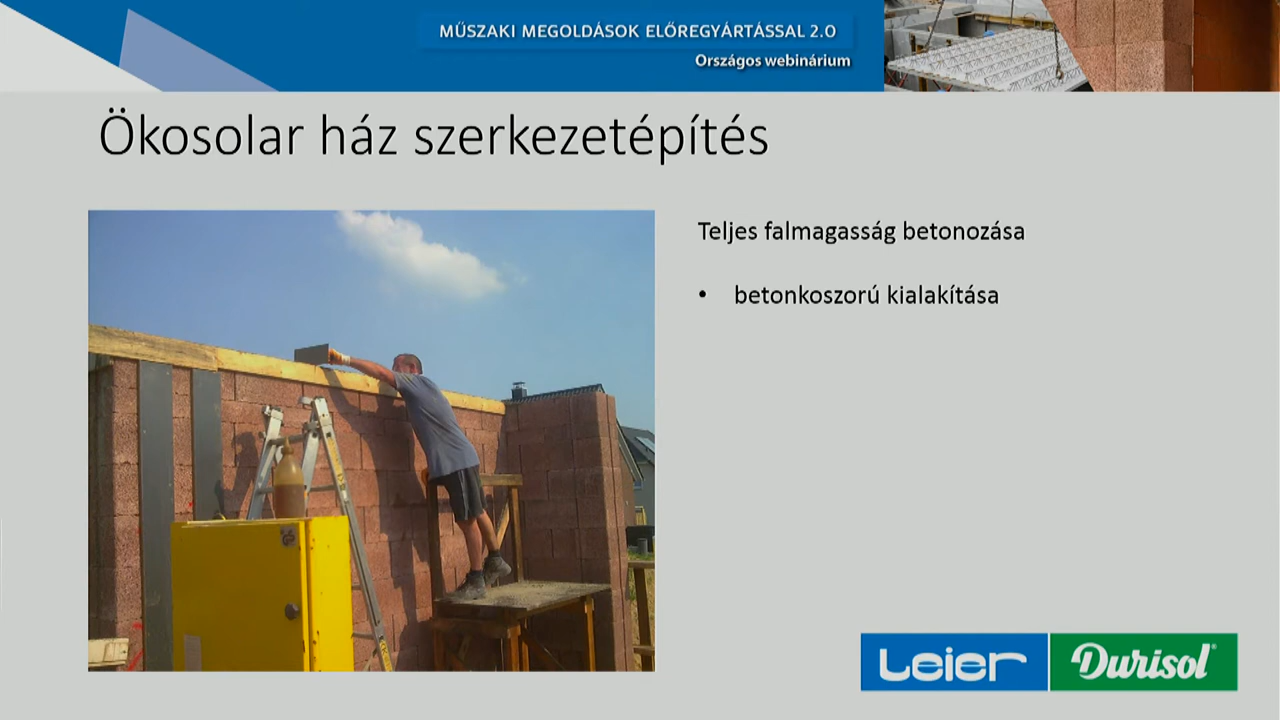 MŰSZAKI MEGOLDÁSOK ELŐREGYÁRTÁSSAL 2.0
Országos webinárium
Ökosolar ház szerkezetépítés
Teljes falmagasság betonozása
• betonkoszorú kialakítása
Leier
Durisol®